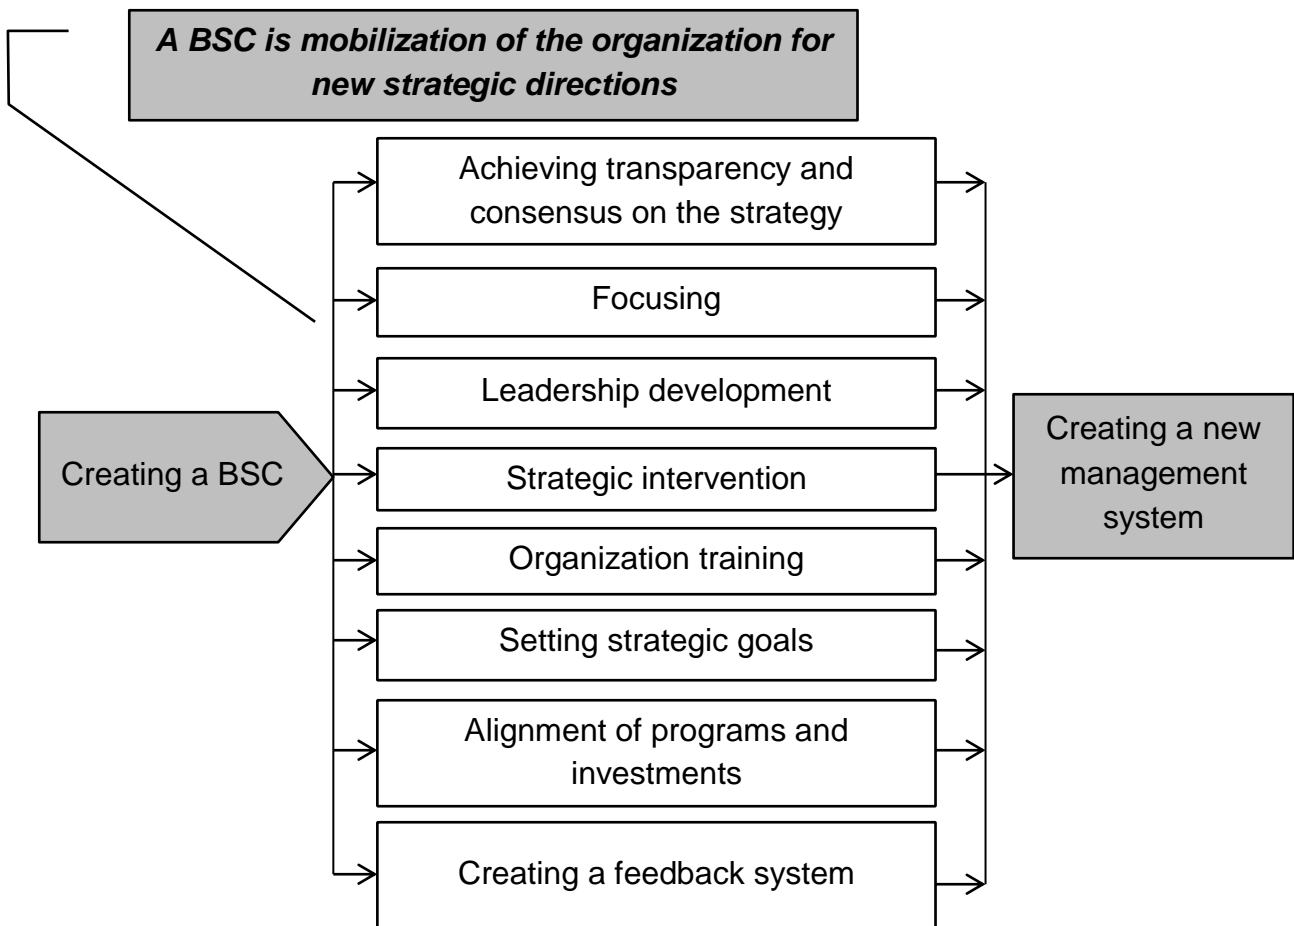 A BSC is mobilization of the organization for
new strategic directions
Achieving transparency and
consensus on the strategy
Focusing
Leadership development
Creating a BSC
Strategic intervention
Creating a new
management
system
Organization training
Setting strategic goals
Alignment of programs and
investments
Creating a feedback system